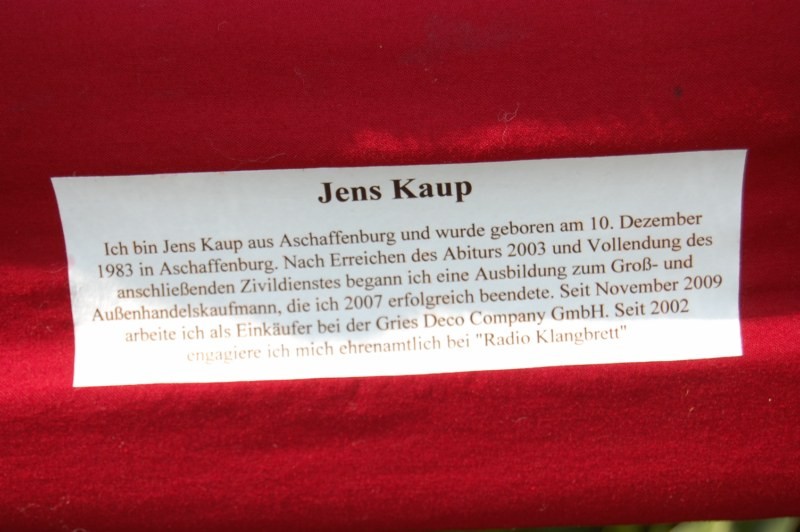 Jens Kaup
Ich bin Jens Kaup aus Aschaffenburg und wurde geboren am 10. Dezember
1983 in Aschaffenburg. Nach Erreichen des Abiturs 2003 und Vollendung des
anschließenden Zivildienstes begann ich eine Ausbildung zum Groß- und
Außenhandelskaufmann, die ich 2007 erfolgreich beendete. Seit November 2009
arbeite ich als Einkäufer bei der Gries Deco Company GmbH. Seit 2002
engagiere ich mich ehrenamtlich bei "Radio Klangbrett"